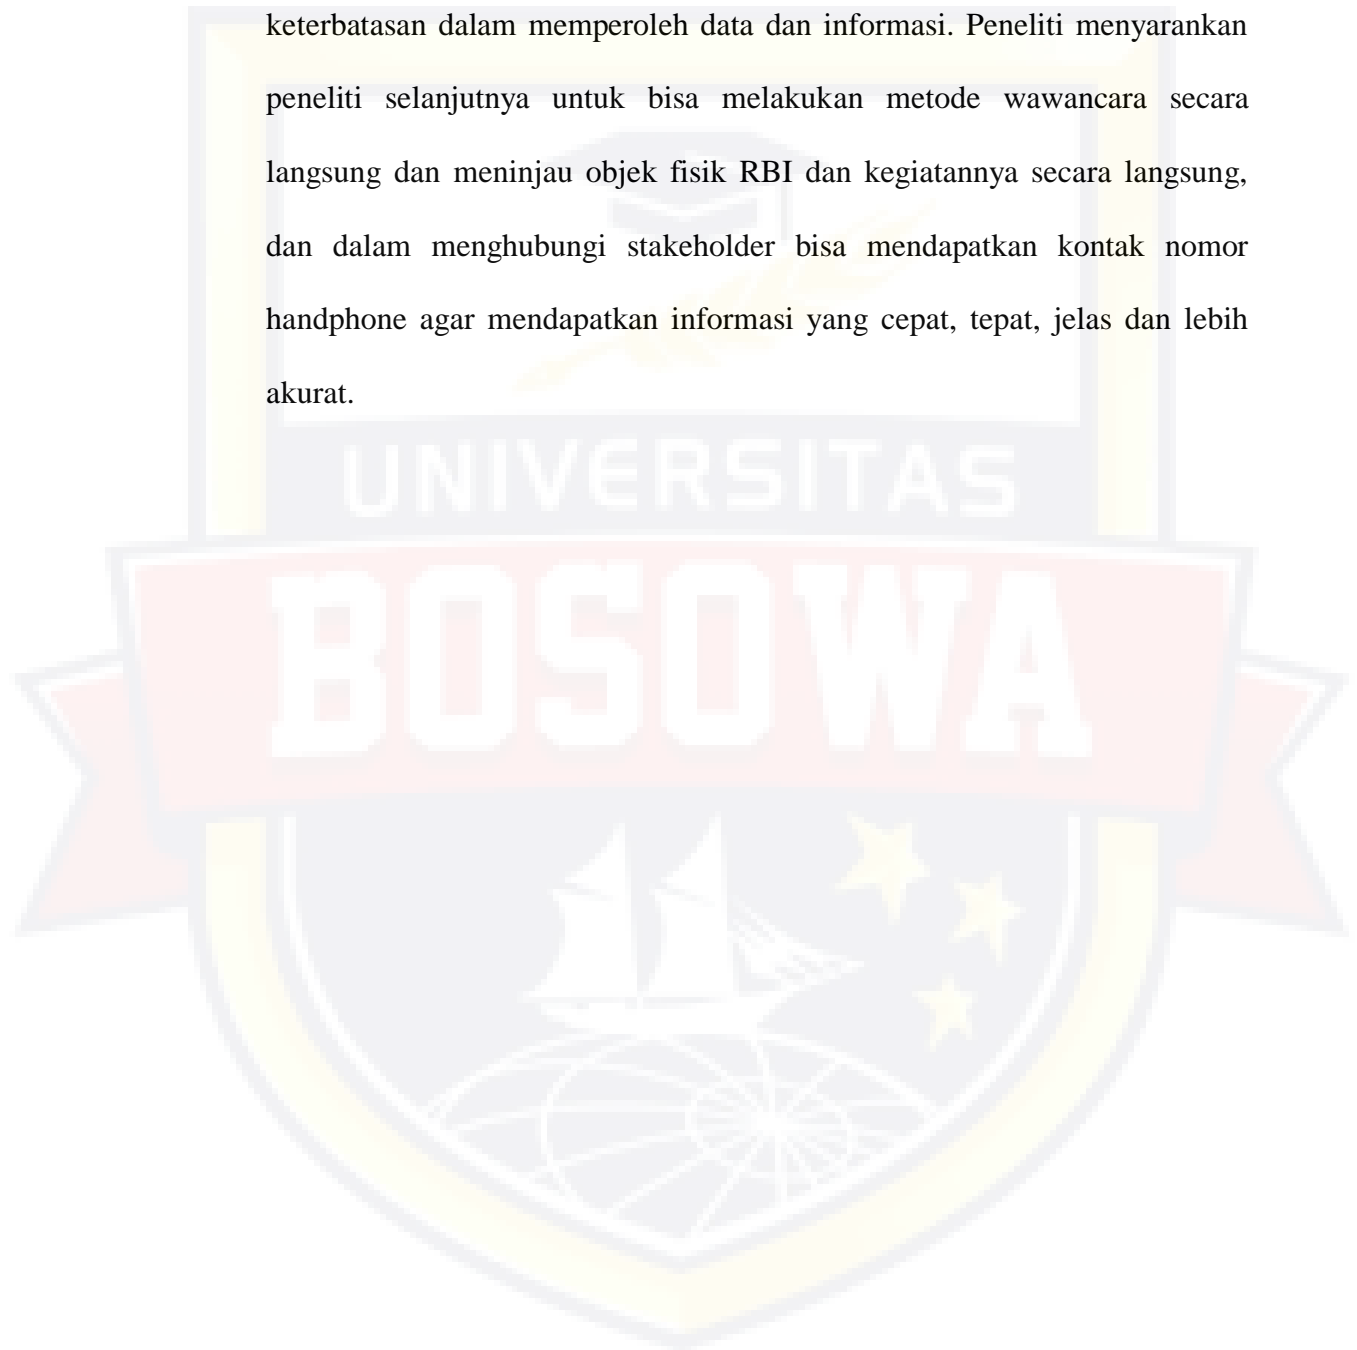 keterbatasan dalam memperoleh data dan informasi. Peneliti menyarankan
peneliti selanjutnya untuk bisa melakukan metode wawancara secara
langsung dan meninjau objek fisik RBI dan kegiatannya secara langsung,
dan dalam menghubungi stakeholder bisa mendapatkan kontak nomor
handphone agar mendapatkan informasi yang cepat, tepat, jelas dan lebih
akurat.
UNIVERSITAS
BOSOWA